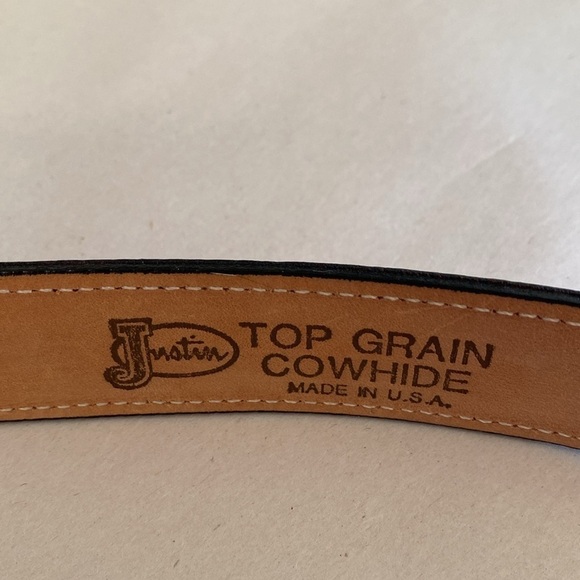 Justin
TOP GRAIN
COWHIDE
MADE IN U.S.A.